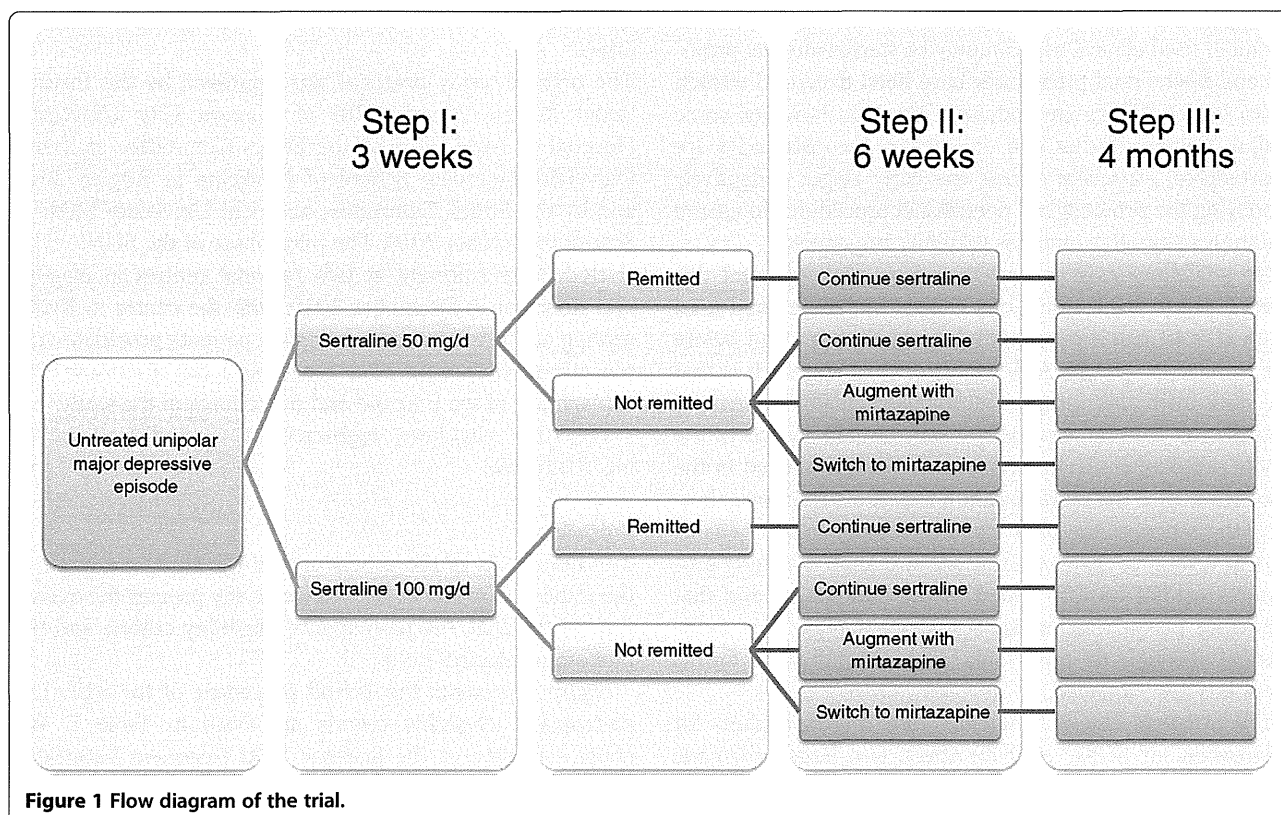 Step I:
3 weeks
Step II:
6 weeks
Step III:
4 months
Untreated unipolar
major depressive
episode
Sertraline 50 mg/d
Sertraline 100 mg/d
Remitted
Not remitted
Remitted
Not remitted
Continue sertraline
Continue sertraline
Augment with
mirtazapine
Switch to mirtazapine
Continue sertraline
Continue sertraline
Augment with
mirtazapine
Switch to mirtazapine
Figure 1 Flow diagram of the trial.